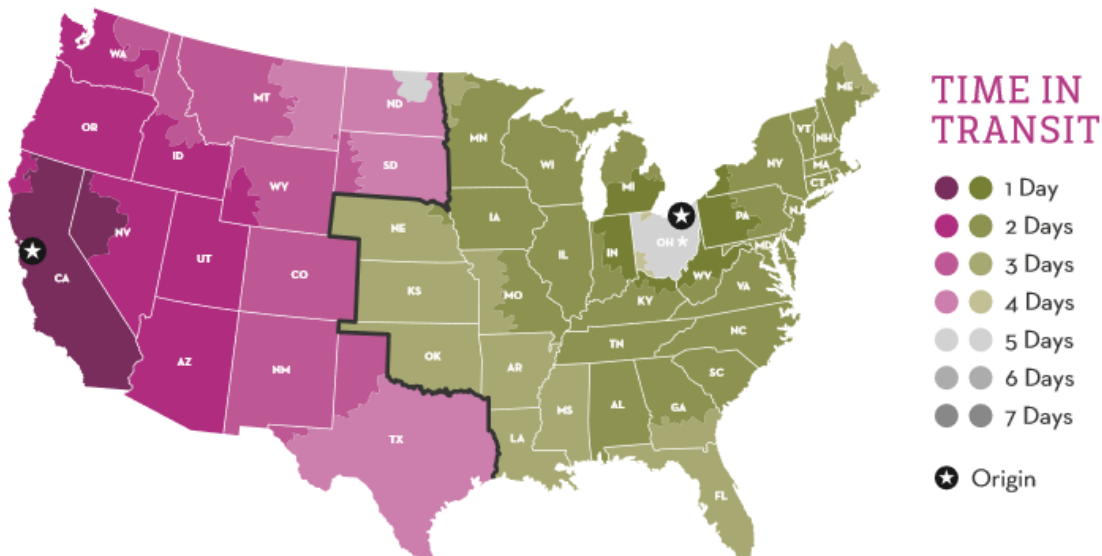 TIME IN
TRANSIT
1 Day
2 Days
3 Days
4 Days
5 Days
6 Days
7 Days
Origin
WA
MT
ND
MN
ME
OR
ID
SD
WI
VT
NH
NY
MA
CT
WY
MI
IA
PA
NJ
NV
NE
OH
IL
IN
MD
UT
CO
CA
KS
MO
WV
VA
KY
NC
TN
AZ
NM
OK
AR
SC
MS
AL
GA
TX
LA
FL